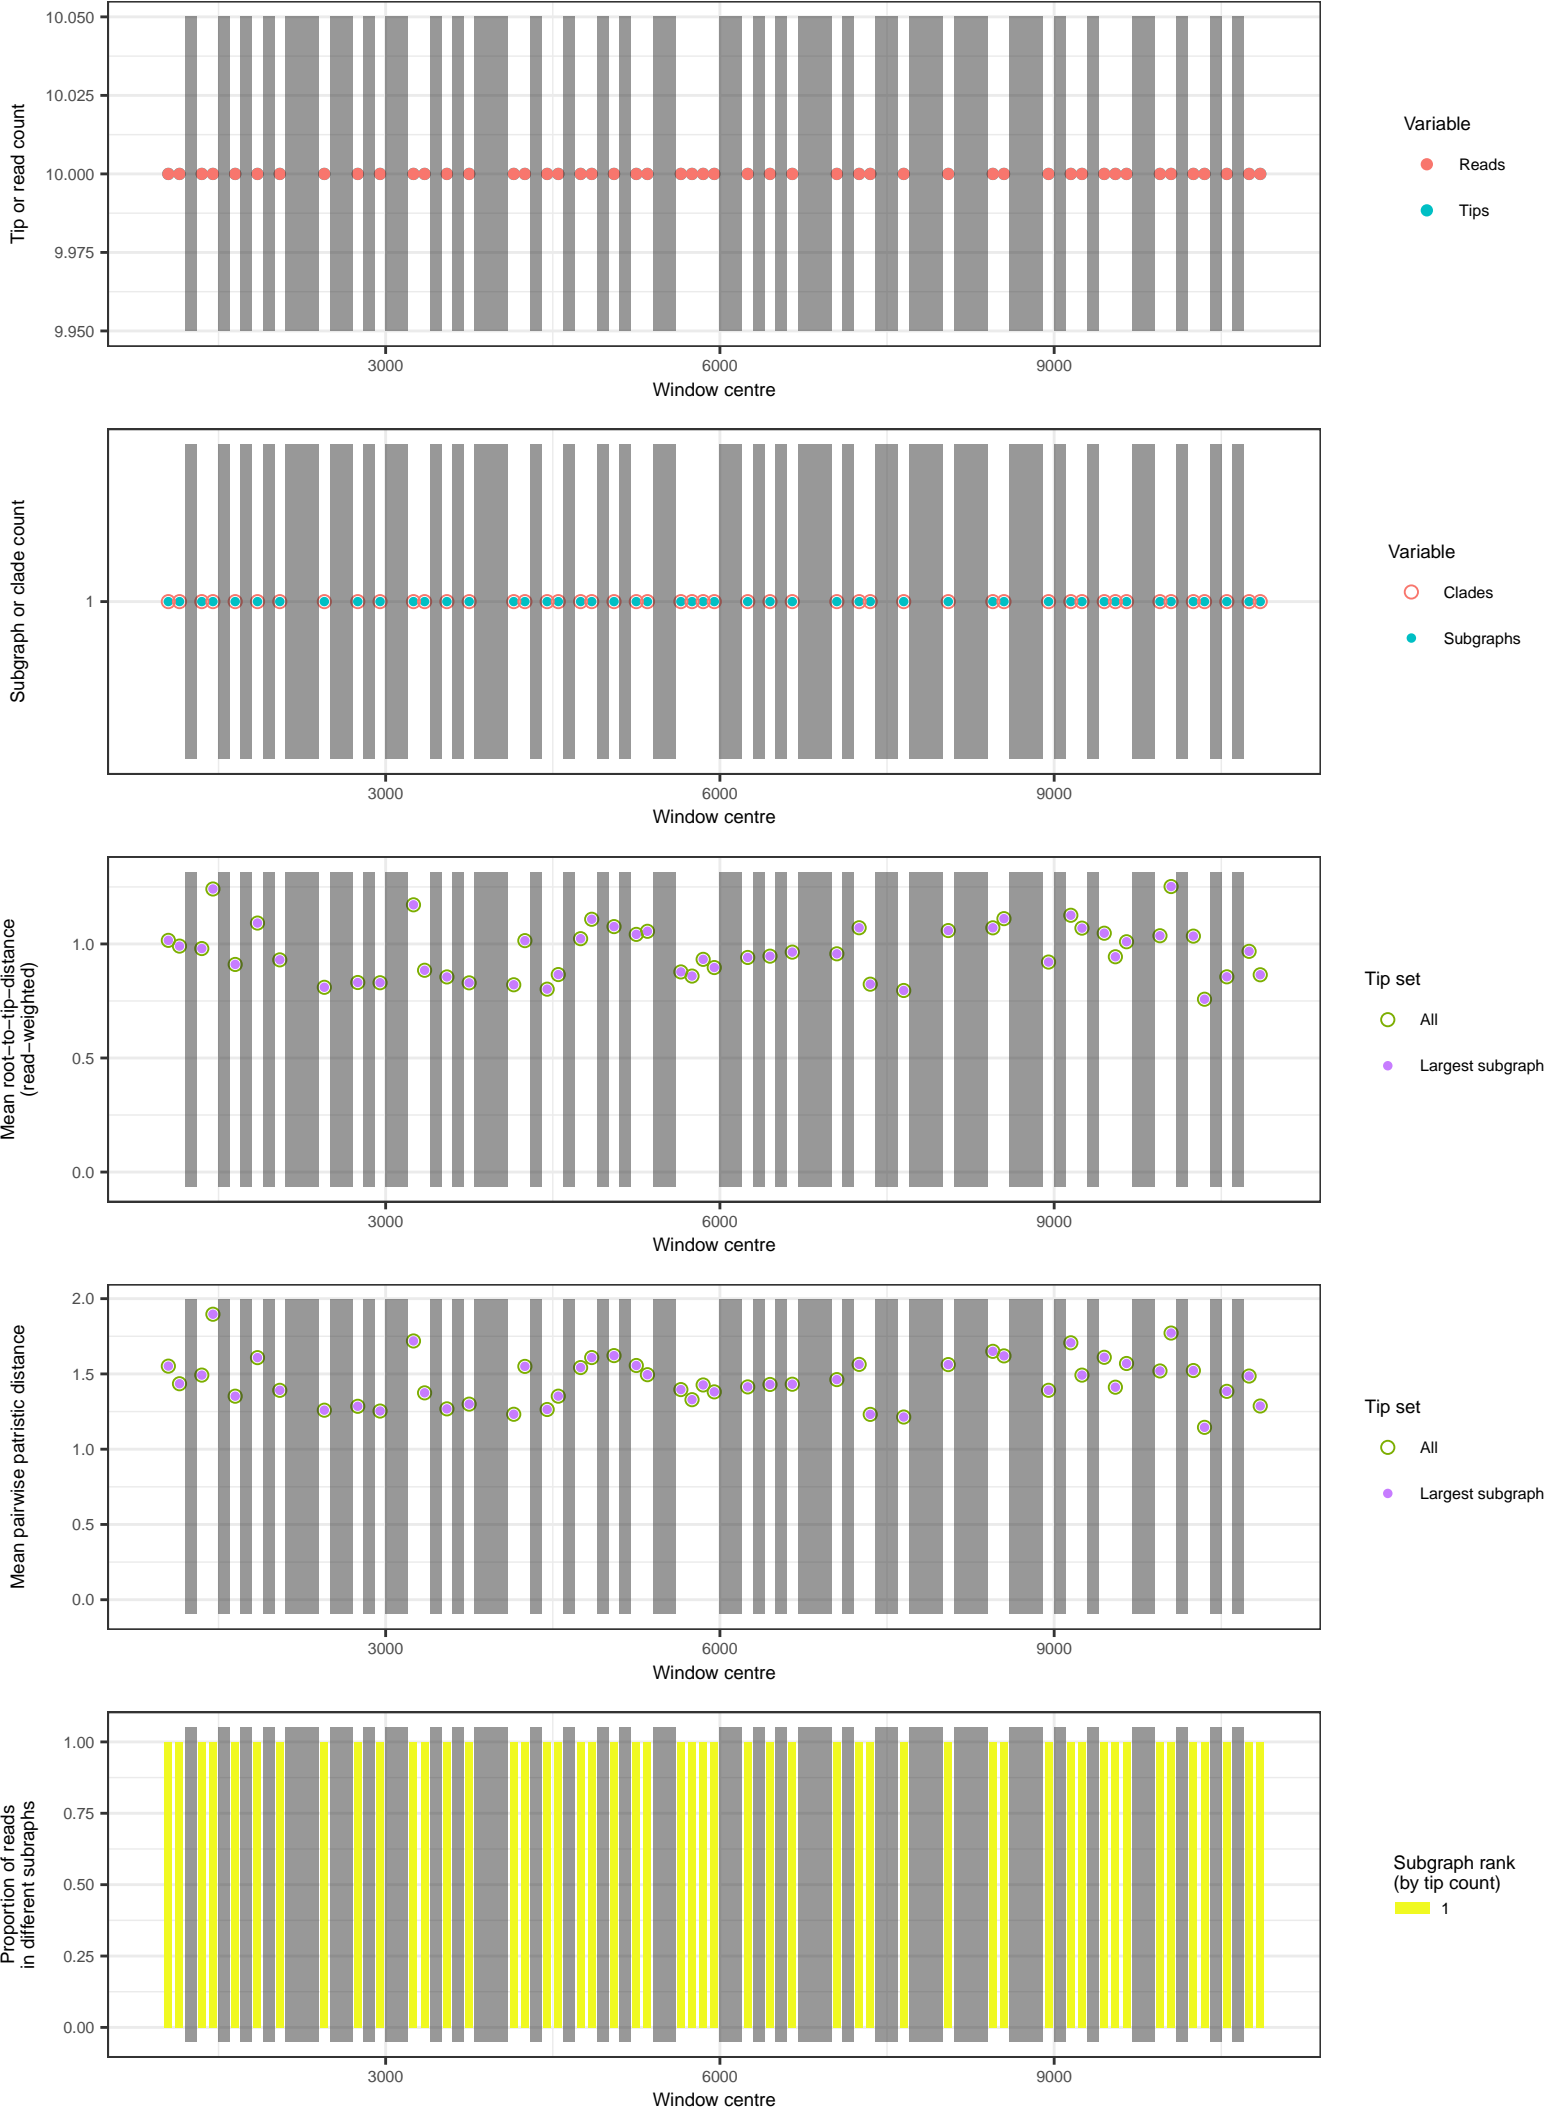 10.050
10.025
10.000
9.975
9.950
Tip or read count
3000
6000
9000
Window centre
Variable
Reads
Tips
1
Subgraph or clade count
3000
6000
9000
Window centre
Variable
Clades
Subgraphs
1.0
0.5
0.0
Mean root−to−tip−distance
(read−weighted)
3000
6000
9000
Window centre
Tip set
All
Largest subgraph
2.0
1.5
1.0
0.5
0.0
Mean pairwise patristic distance
3000
6000
9000
Window centre
Tip set
All
Largest subgraph
1.00
0.75
0.50
0.25
0.00
Proportion of reads
in different subraphs
3000
6000
9000
Window centre
Subgraph rank
(by tip count)
1